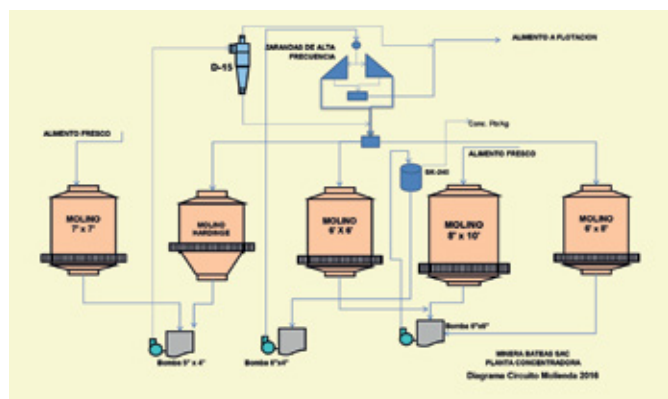 ALIMENTO A FLOTACION
ZARANDAS DE ALTA
FRECUENCIA
D-15
Conc. Pb/Ag
ALIMENTO FRESCO
ALIMENTO FRESCO
SK-240
MOLINO
7' x 7'
MOLINO
HARDINGE
MOLINO
6' X 6'
MOLINO
8' x 10'
MOLINO
6' x 8'
Bomba 5" x 4"
Bomba 6"x4"
Bomba 6"x6"
MINERA BATEAS SAC
PLANTA CONCENTRADORA
Diagrama Circuito Molienda 2016